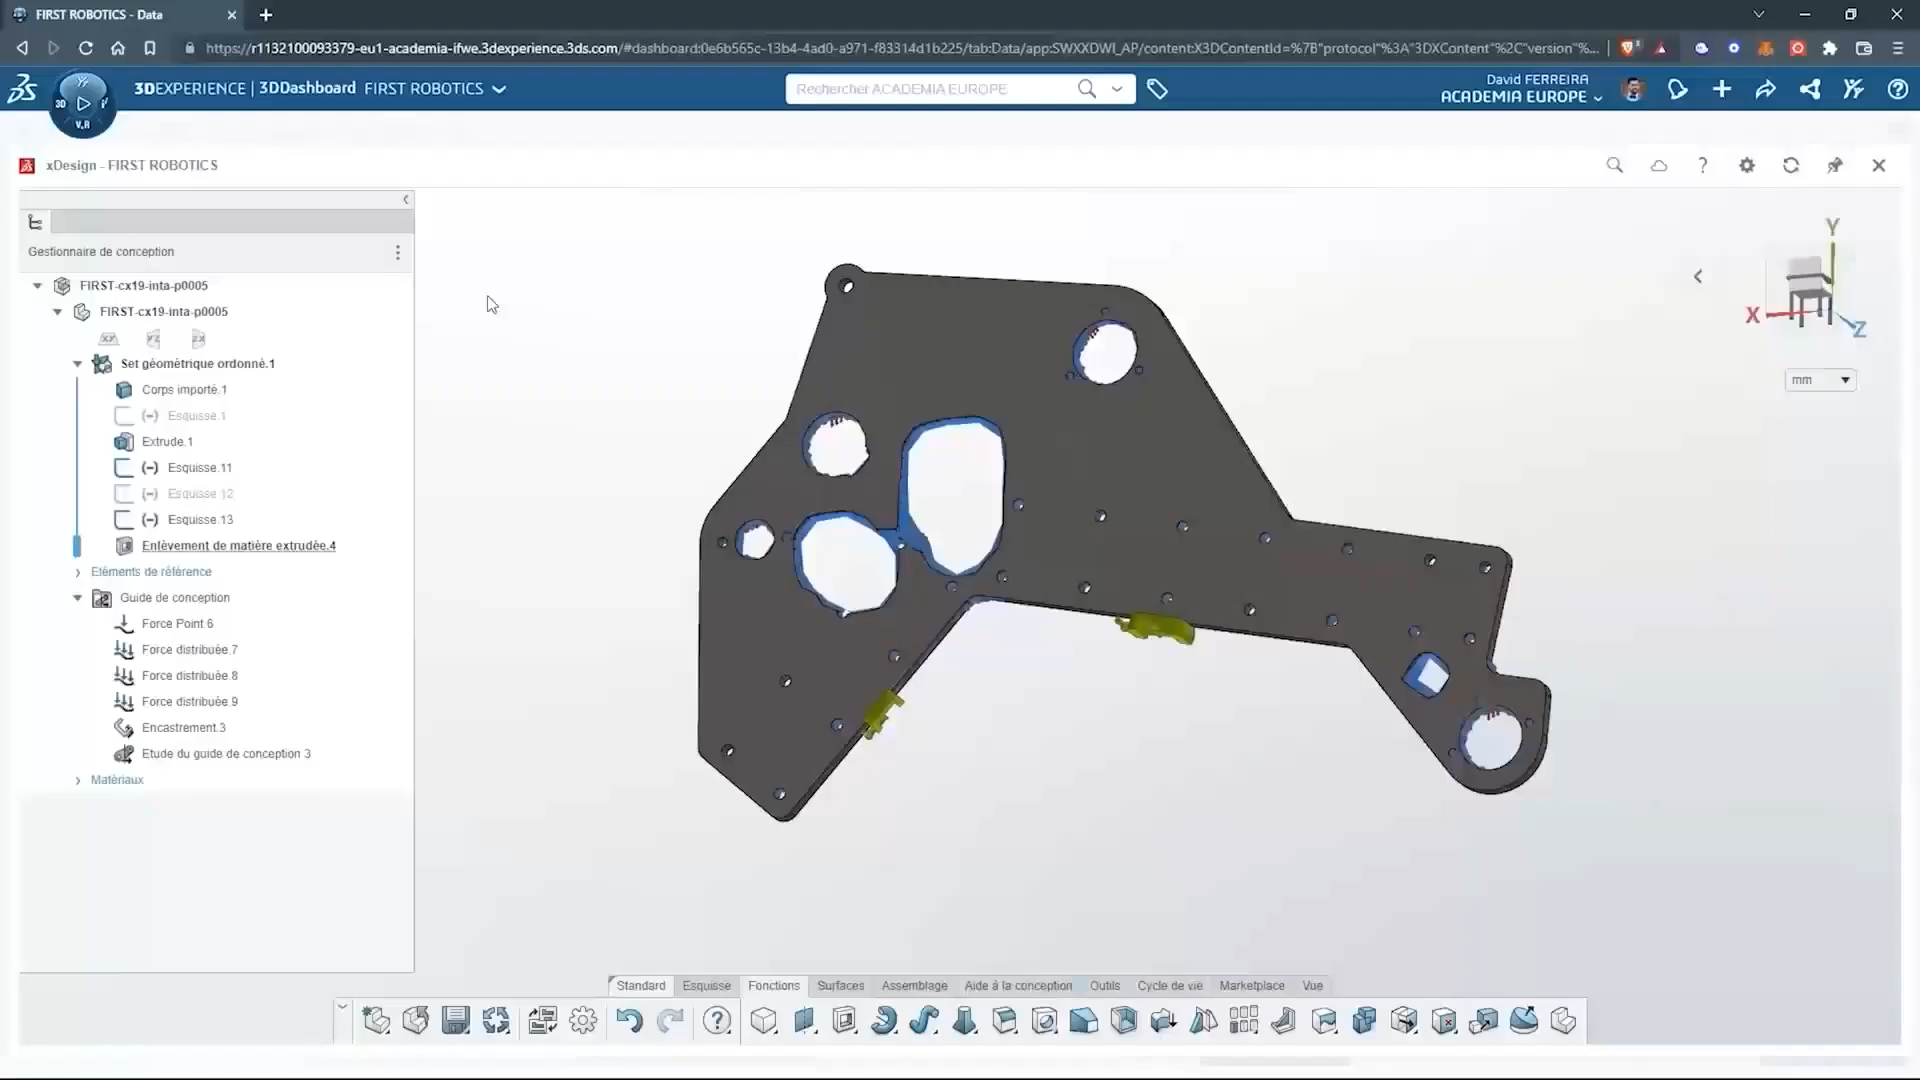 FIRST ROBOTICS - Data
https://r1132100093379-eu1-academia-ifwe.3dexperience.3ds.com/#dashboard:0e6b565c-13b4-4ad0-a971-f83314d1b225/tab:Data/app:SWXXDWI_AP/content:X3DContentId=%7B"protocol"%3A"3DXContent"%2C"version"%...
3DEXPERIENCE | 3DDashboard FIRST ROBOTICS
Rechercher ACADEMIA EUROPE
David FERREIRA
ACADEMIA EUROPE
3D
V.R
xDesign - FIRST ROBOTICS
Gestionnaire de conception
FIRST-cx19-inta-p0005
FIRST-cx19-inta-p0005
XY YZ ZX
Set géométrique ordonné.1
Corps importé.1
(-) Esquisse.1
Extrude.1
(-) Esquisse.11
(-) Esquisse.12
(-) Esquisse.13
Enlèvement de matière extrudée.4
Eléments de référence
Guide de conception
Force Point.6
Force distribuée.7
Force distribuée.8
Force distribuée.9
Encastrement.3
Etude du guide de conception 3
Matériaux
Y
X
Z
mm
Standard Esquisse Fonctions Surfaces Assemblage Aide à la conception Outils Cycle de vie Marketplace Vue